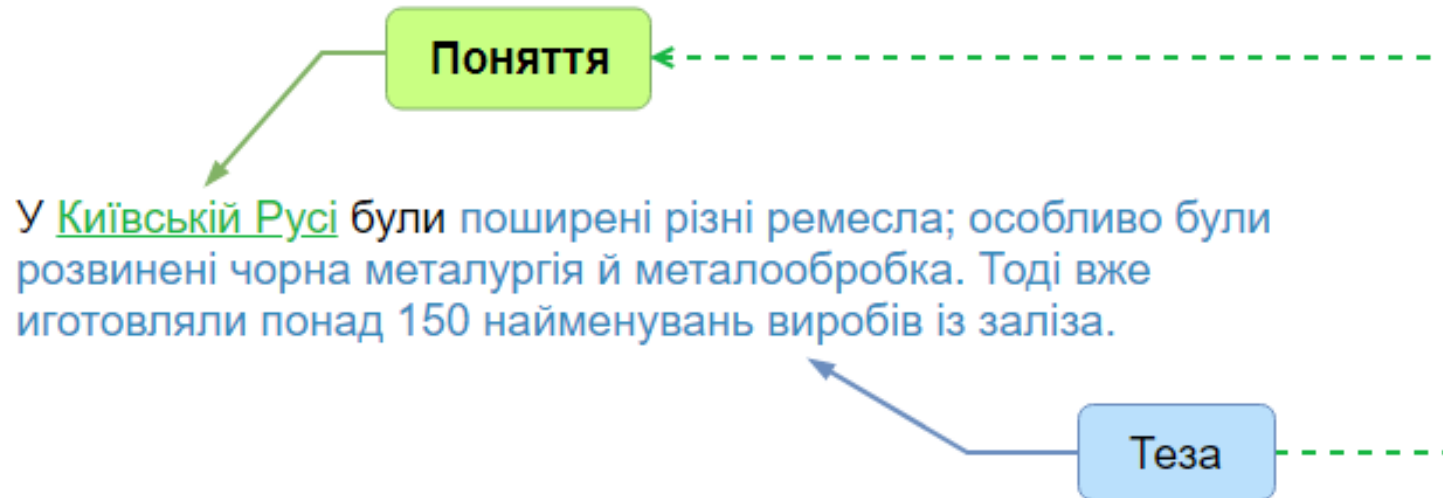 Поняття
У Київській Русі були поширені різні ремесла; особливо були
розвинені чорна металургія й металообробка. Тоді вже
иготовляли понад 150 найменувань виробів із заліза.
Теза